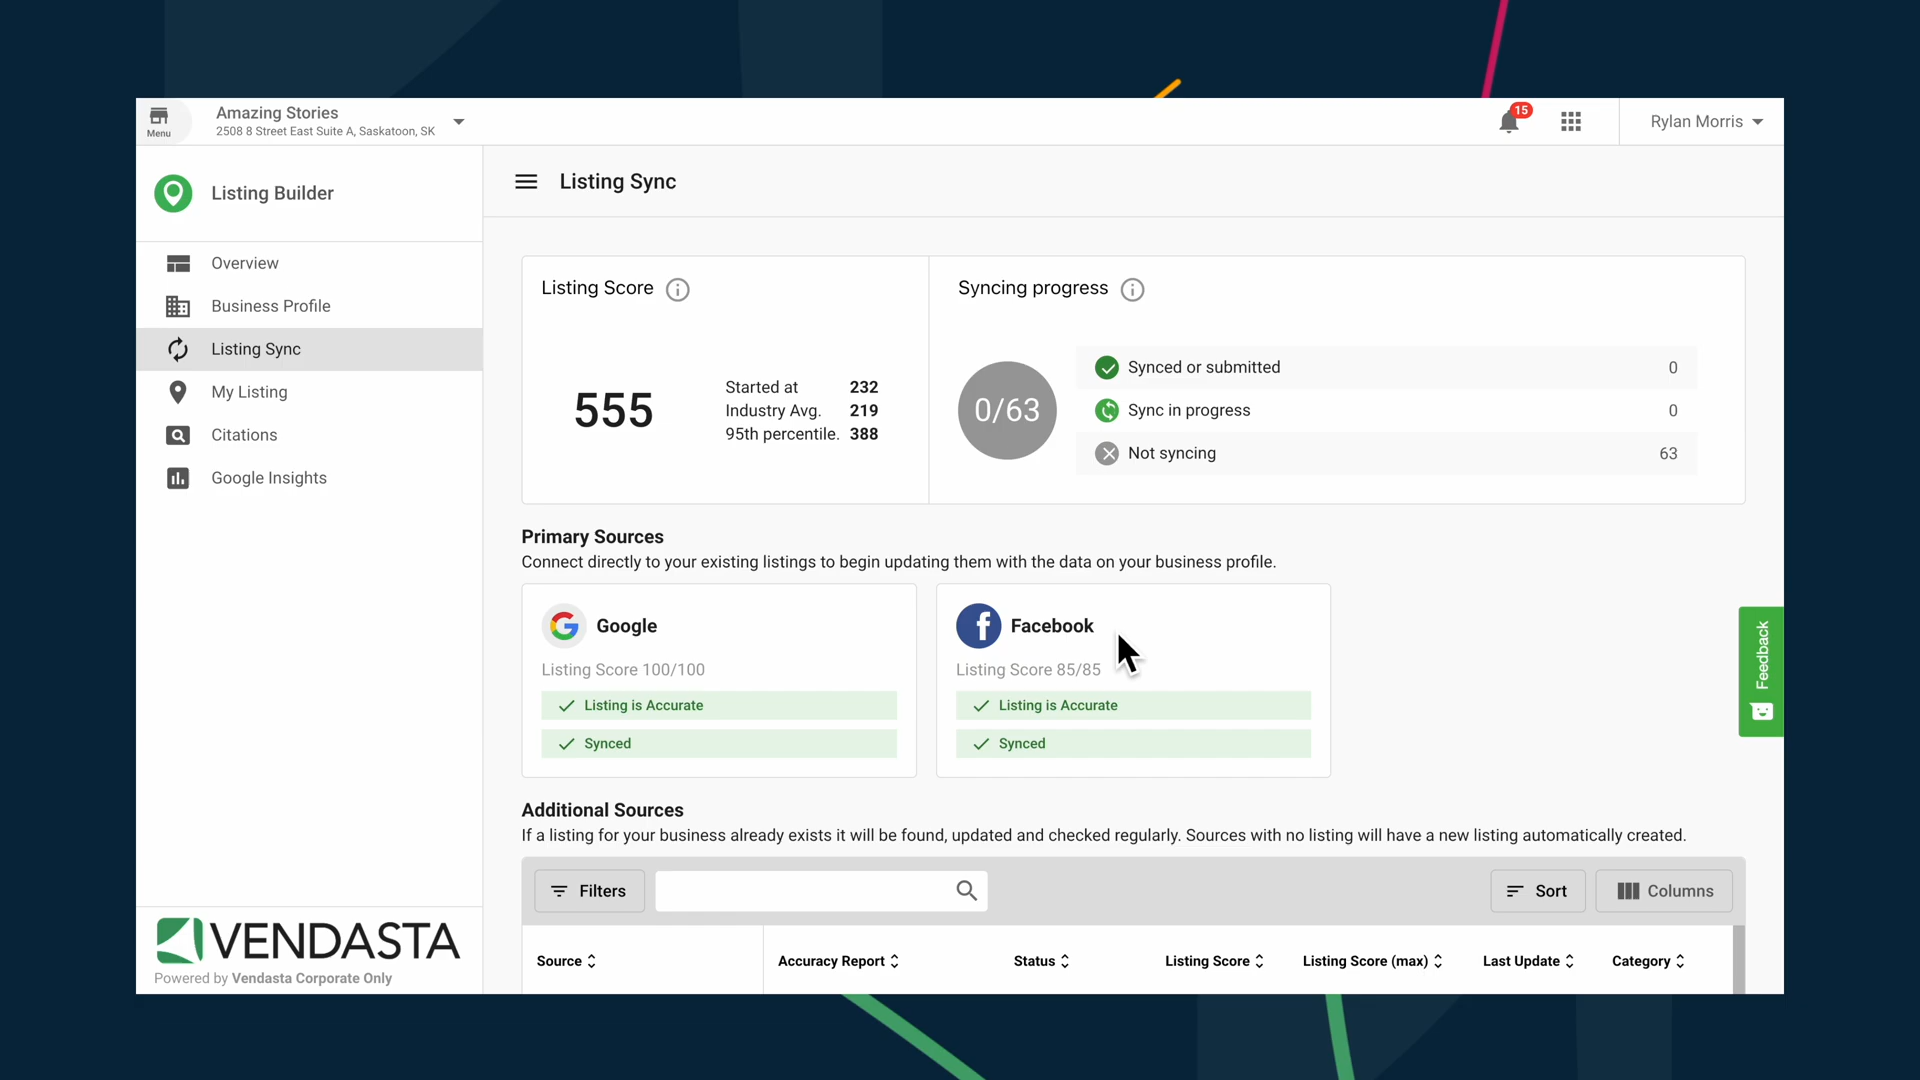 Menu
Amazing Stories
2508 8 Street East Suite A, Saskatoon, SK
15
Rylan Morris
Listing Builder
Overview
Business Profile
Listing Sync
My Listing
Citations
Google Insights
VENDASTA
Powered by Vendasta Corporate Only
Listing Sync
Listing Score
555
Started at 232
Industry Avg. 219
95th percentile. 388
Syncing progress
0/63
Synced or submitted 0
Sync in progress 0
Not syncing 63
Primary Sources
Connect directly to your existing listings to begin updating them with the data on your business profile.
Google
Listing Score 100/100
Listing is Accurate
Synced
Facebook
Listing Score 85/85
Listing is Accurate
Synced
Feedback
Additional Sources
If a listing for your business already exists it will be found, updated and checked regularly. Sources with no listing will have a new listing automatically created.
Filters
Sort
Columns
Source Accuracy Report Status Listing Score Listing Score (max) Last Update Category